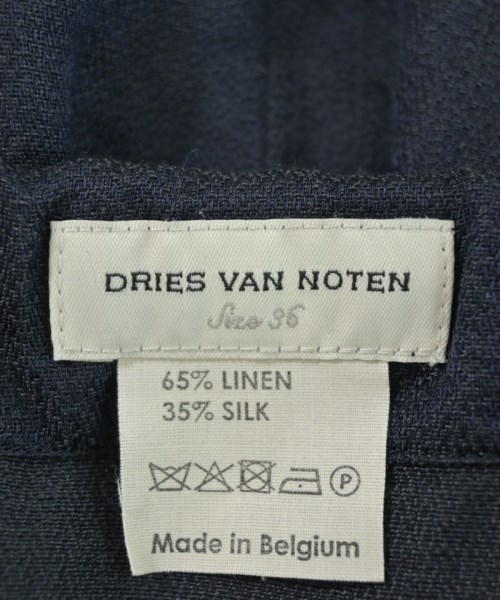 DRIES VAN NOTEN
Size 36
65% LINEN
35% SILK
P
Made in Belgium